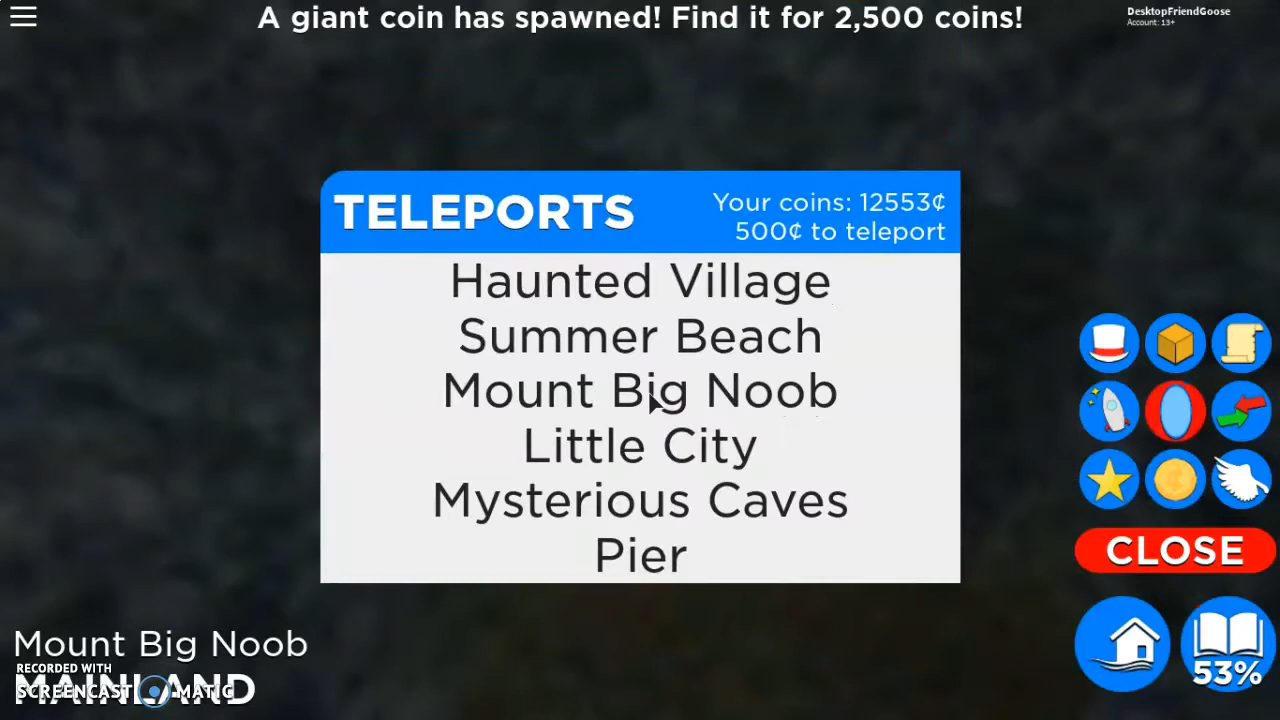 A giant coin has spawned! Find it for 2,500 coins!
DesktopFriendGoose
Account: 13+
TELEPORTS
Your coins: 12553¢
500¢ to teleport
Haunted Village
Summer Beach
Mount Big Noob
Little City
Mysterious Caves
Pier
CLOSE
53%
Mount Big Noob
RECORDED WITH
MAINLAND
SCREENCAST MATIC